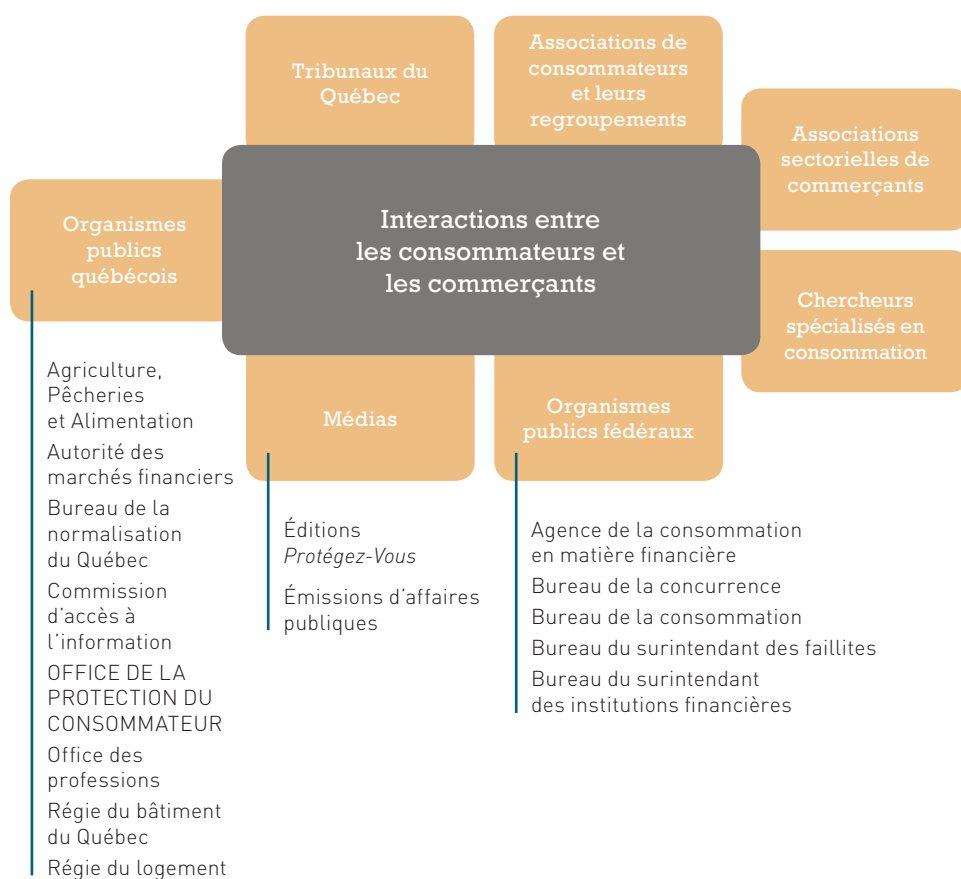 Tribunaux du
Québec
Associations de
consommateurs
et leurs
regroupements
Associations
sectorielles de
commerçants
Organismes
publics
québécois
Interactions entre
les consommateurs et
les commerçants
Chercheurs
spécialisés en
consommation
Médias
Organismes
publics fédéraux
Agriculture,
Pêcheries
et Alimentation
Autorité des
marchés financiers
Bureau de la
normalisation
du Québec
Commission
d'accès à
l'information
OFFICE DE LA
PROTECTION DU
CONSOMMATEUR
Office des
professions
Régie du bâtiment
du Québec
Régie du logement
Éditions
Protégez-Vous
Émissions d'affaires
publiques
Agence de la consommation
en matière financière
Bureau de la concurrence
Bureau de la consommation
Bureau du surintendant des faillites
Bureau du surintendant
des institutions financières